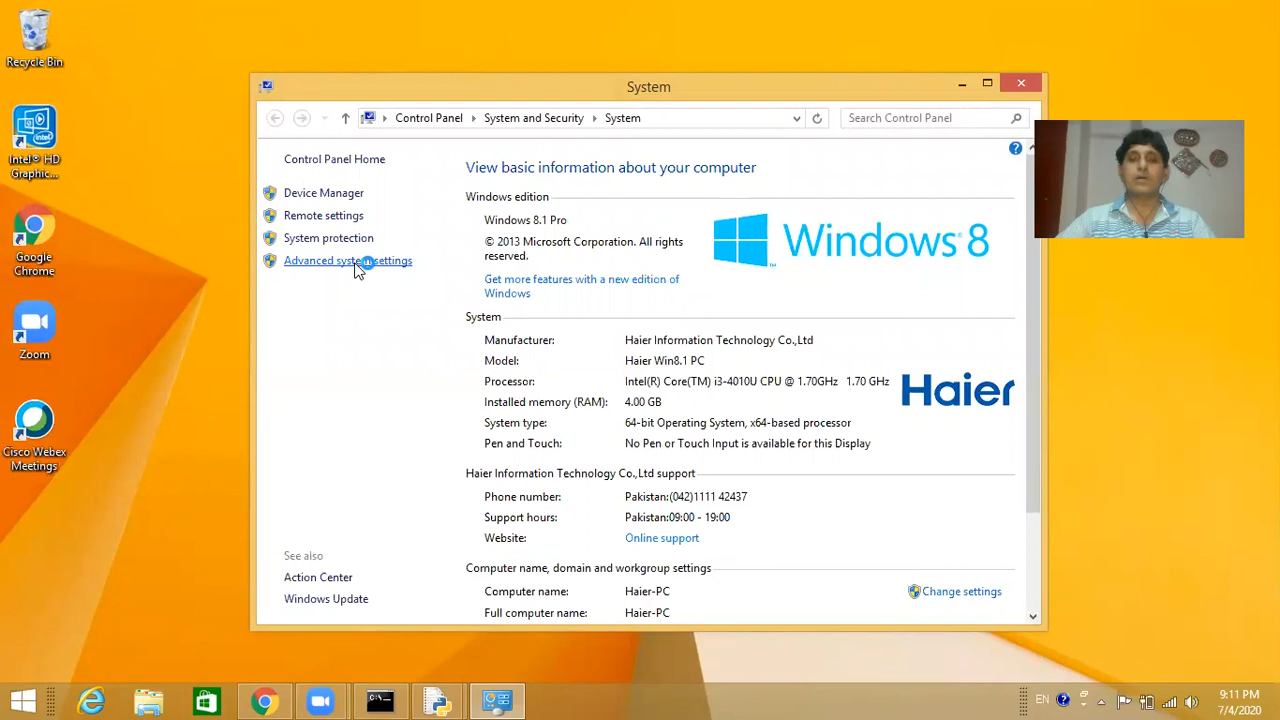 Recycle Bin
Intel® HD
Graphic...
Google
Chrome
Zoom
Cisco Webex
Meetings
System
Control Panel
System and Security
System
Search Control Panel
Control Panel Home
Device Manager
Remote settings
System protection
Advanced system settings
See also
Action Center
Windows Update
View basic information about your computer
Windows edition
Windows 8.1 Pro
© 2013 Microsoft Corporation. All rights
reserved.
Get more features with a new edition of
Windows
Windows 8
System
Manufacturer: Haier Information Technology Co.,Ltd
Model: Haier Win8.1 PC
Processor: Intel(R) Core(TM) i3-4010U CPU @ 1.70GHz 1.70 GHz
Installed memory (RAM): 4.00 GB
System type: 64-bit Operating System, x64-based processor
Pen and Touch: No Pen or Touch Input is available for this Display
Haier
Haier Information Technology Co.,Ltd support
Phone number: Pakistan:(042)1111 42437
Support hours: Pakistan:09:00 - 19:00
Website: Online support
Computer name, domain and workgroup settings
Computer name: Haier-PC
Change settings
Full computer name: Haier-PC
EN
9:11 PM
7/4/2020